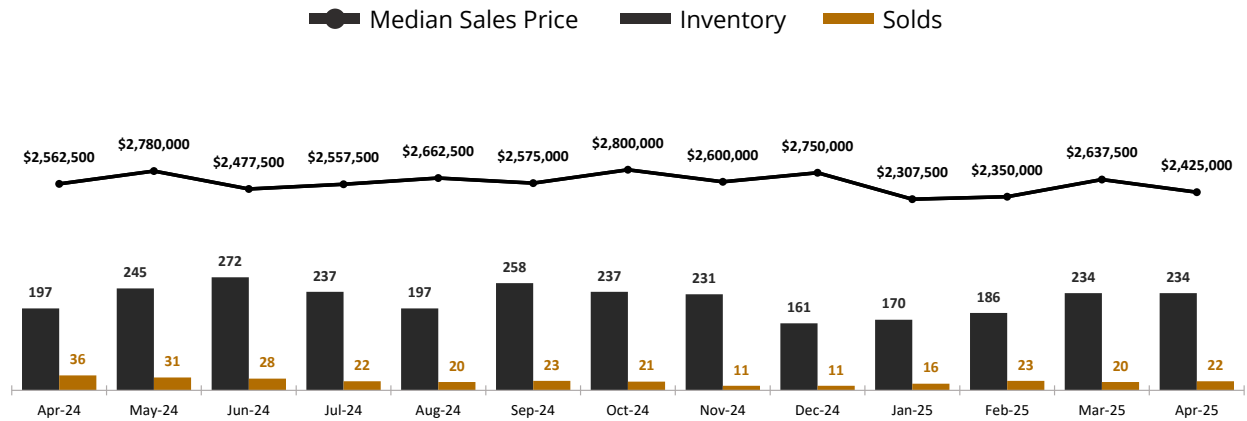 Median Sales Price Inventory Solds
$2,562,500 $2,780,000 $2,477,500 $2,557,500 $2,662,500 $2,575,000 $2,800,000 $2,600,000 $2,750,000 $2,307,500 $2,350,000 $2,637,500 $2,425,000
197 245 272 237 197 258 237 231 161 170 186 234 234
36 31 28 22 20 23 21 11 11 16 23 20 22
Apr-24 May-24 Jun-24 Jul-24 Aug-24 Sep-24 Oct-24 Nov-24 Dec-24 Jan-25 Feb-25 Mar-25 Apr-25